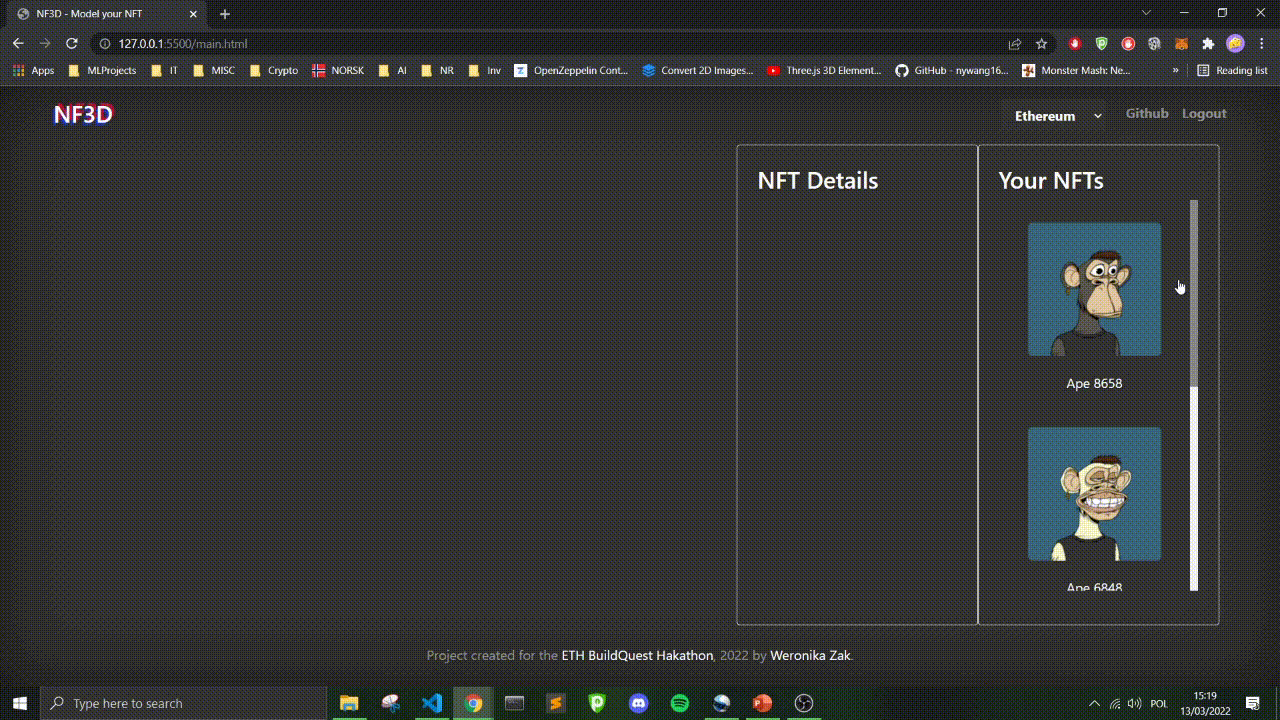 NF3D - Model your NFT
127.0.0.1:5500/main.html
Apps MLProjects IT MISC Crypto NORSK AI NR Inv OpenZeppelin Cont... Convert 2D Images... Three.js 3D Element... GitHub - nywang16... Monster Mash: Ne... » Reading list
NF3D
Ethereum Github Logout
NFT Details
Your NFTs
Ape 8658
Ape 6848
Project created for the ETH BuildQuest Hakathon, 2022 by Weronika Zak.
Type here to search
POL
15:19
13/03/2022